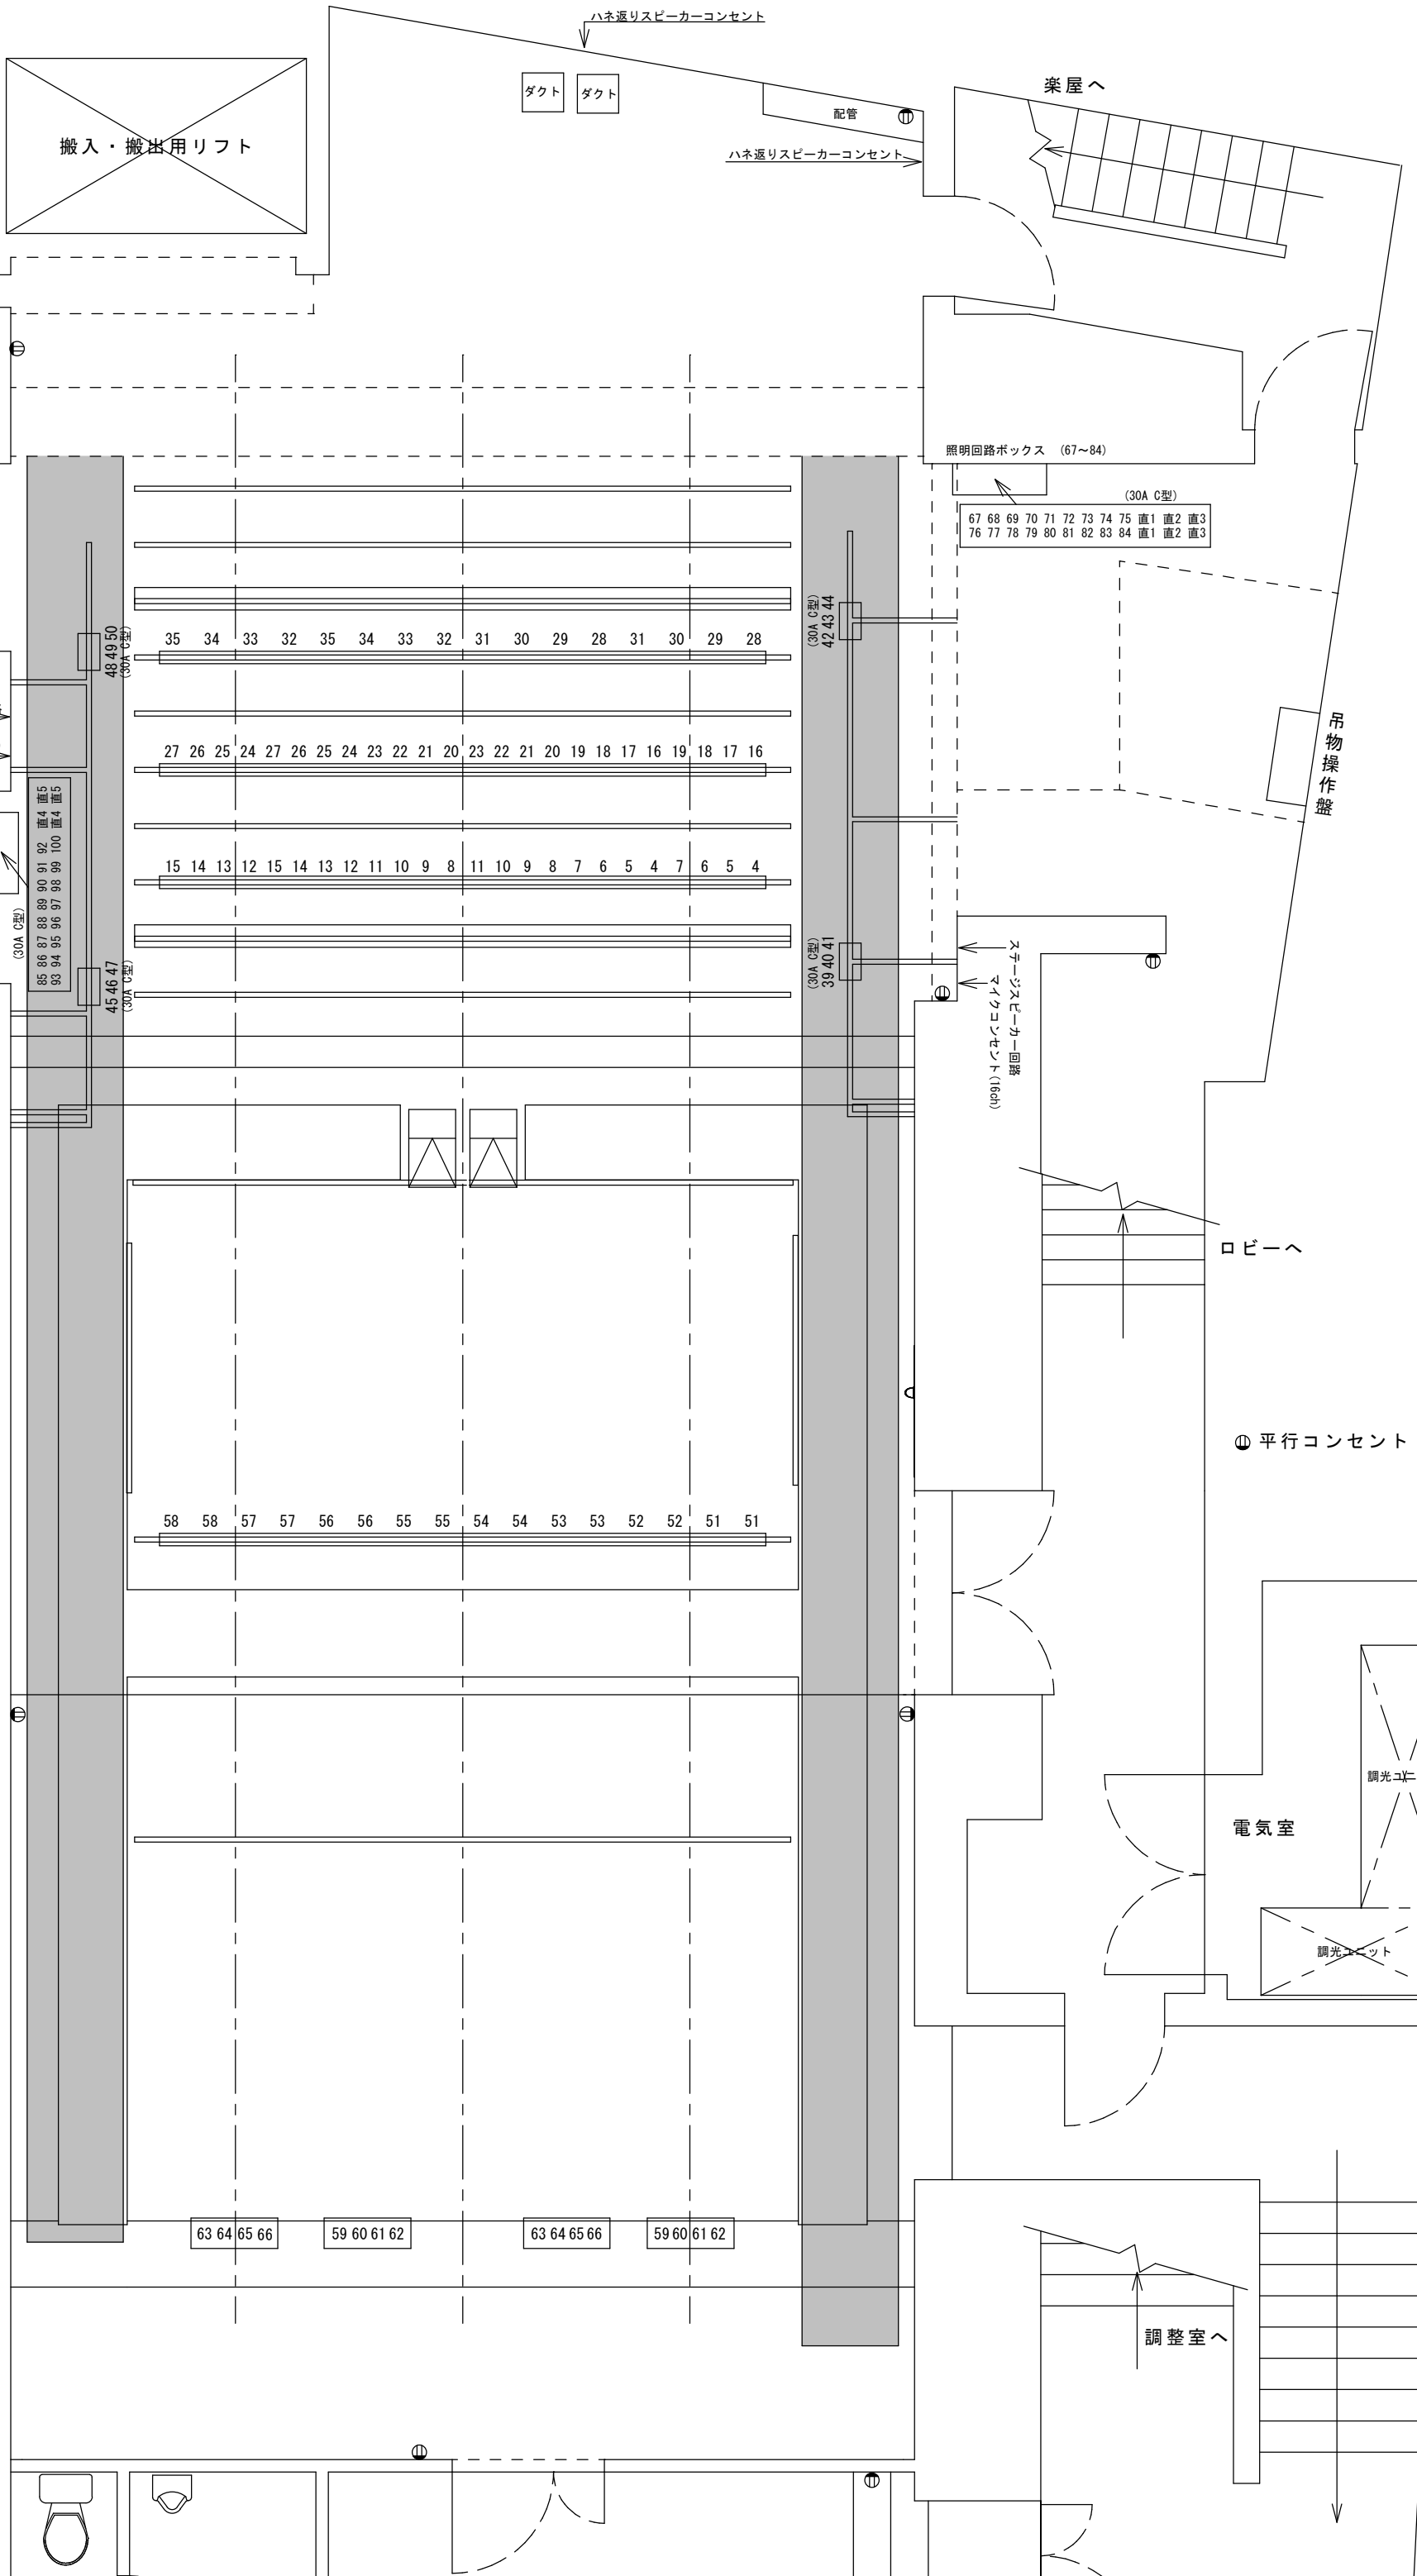 ハネ返りスピーカーコンセント
楽屋へ
ダクト ダクト
配管
搬入・搬出用リフト
ハネ返りスピーカーコンセント
照明回路ボックス (67～84)
(30A C型)
67 68 69 70 71 72 73 74 75 直1 直2 直3
76 77 78 79 80 81 82 83 84 直1 直2 直3
48 49 50
(30A C型)
35 34 33 32 35 34 33 32 31 30 29 28 31 30 29 28
(30A C型)
42 43 44
吊物操作盤
27 26 25 24 27 26 25 24 23 22 21 20 23 22 21 20 19 18 17 16 19 18 17 16
(30A C型)
85 86 87 88 89 90 91 92 直4 直5
93 94 95 96 97 98 99 100 直4 直5
15 14 13 12 15 14 13 12 11 10 9 8 11 10 9 8 7 6 5 4 7 6 5 4
45 46 47
(30A C型)
(30A C型)
39 40 41
ステージスピーカー回路
マイクコンセント(16ch)
ロビーへ
平行コンセント
58 58 57 57 56 56 55 55 54 54 53 53 52 52 51 51
調光ユニ
電気室
調光ユニット
63 64 65 66 59 60 61 62 63 64 65 66 59 60 61 62
調整室へ